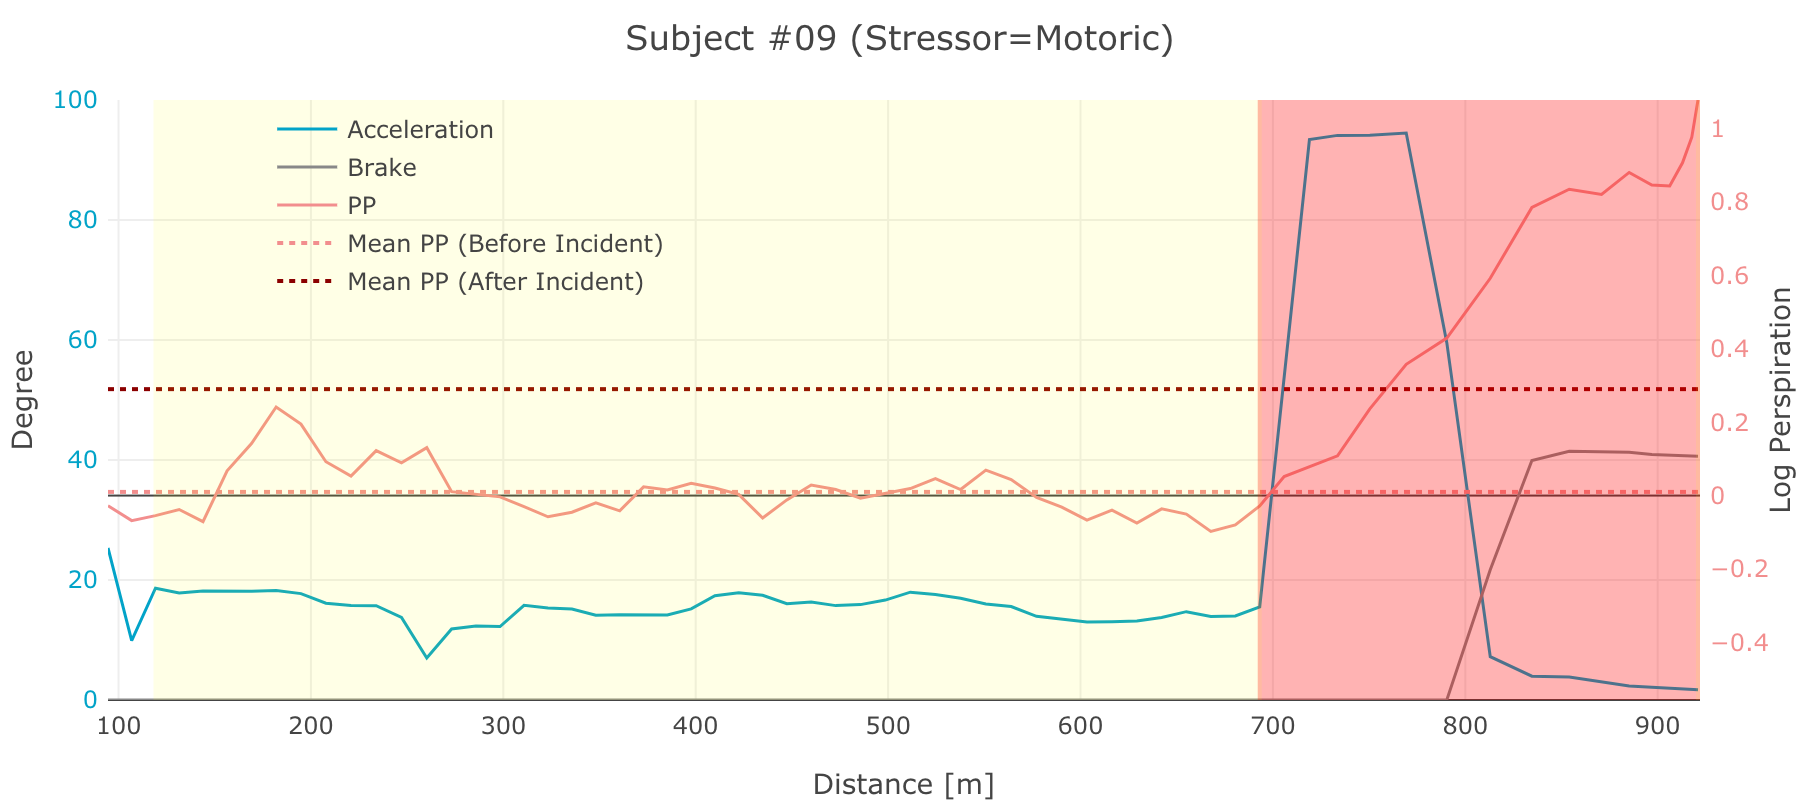 Subject #09 (Stressor=Motoric)
Acceleration
Brake
PP
Mean PP (Before Incident)
Mean PP (After Incident)
Degree
100
80
60
40
20
0
1
0.8
0.6
0.4
0.2
0
−0.2
−0.4
Log Perspiration
100 200 300 400 500 600 700 800 900
Distance [m]